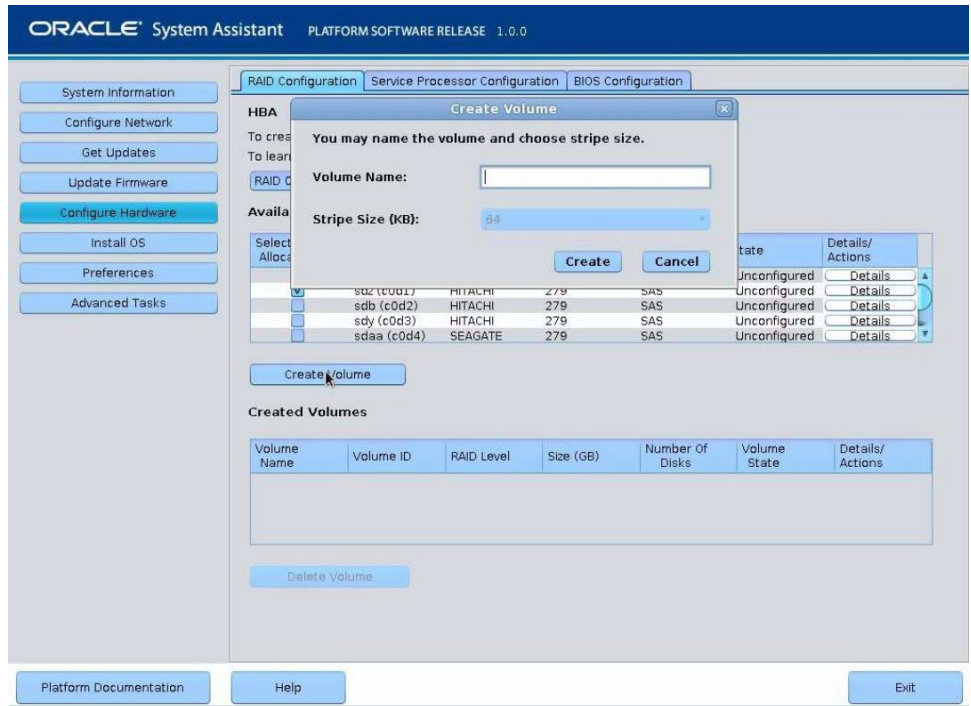 ORACLE System Assistant PLATFORM SOFTWARE RELEASE 1.0.0
System Information
Configure Network
Get Updates
Update Firmware
Configure Hardware
Install OS
Preferences
Advanced Tasks
RAID Configuration Service Processor Configuration BIOS Configuration
HBA
To crea
To learn
RAID C
Create Volume
You may name the volume and choose stripe size.
Volume Name:
Stripe Size (KB): 64
Create Cancel
Availa
Select
Alloca
tate
Details/
Actions
Unconfigured Details
sdz (c0d1) HITACHI 279 SAS Unconfigured Details
sdb (c0d2) HITACHI 279 SAS Unconfigured Details
sdy (c0d3) HITACHI 279 SAS Unconfigured Details
sdaa (c0d4) SEAGATE 279 SAS Unconfigured Details
Create Volume
Created Volumes
Volume Name Volume ID RAID Level Size (GB) Number Of Disks Volume State Details/ Actions
Delete Volume
Platform Documentation Help Exit